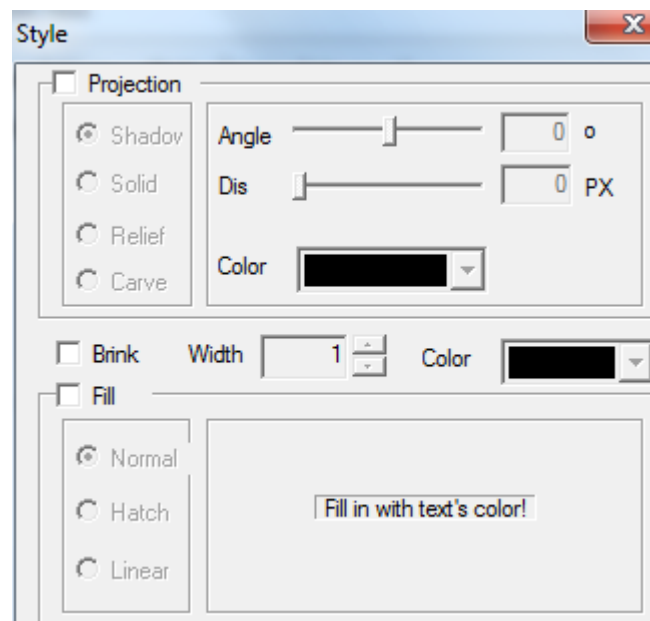 Style
Projection
Shadov
Angle 0 o
Solid
Dis 0 PX
Relief
Color
Carve
Brink Width 1 Color
Fill
Normal
Hatch
Fill in with text's color!
Linear